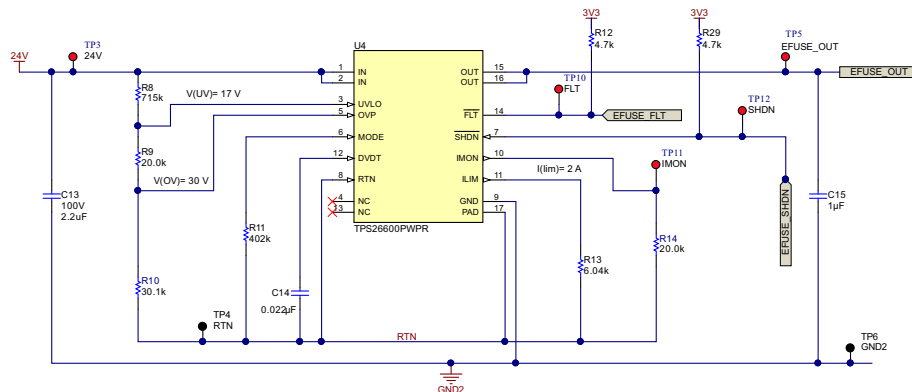 3V3
3V3
U4
R12
4.7k
R29
4.7k
TP5
EFUSE_OUT
24V
TP3
24V
1
IN
2
IN
OUT
15
OUT
16
EFUSE_OUT
R8
715k
TP10
FLT
V(UV)= 17 V
3
UVLO
5
OVP
FLT
14
EFUSE_FLT
TP12
SHDN
6
MODE
SHDN
7
R9
20.0k
12
DVDT
IMON
10
TP11
IMON
V(OV)= 30 V
8
RTN
ILIM
11
I(lim)= 2 A
C13
100V
2.2uF
4
NC
13
NC
GND
9
PAD
17
TPS26600PWPR
EFUSE_SHDN
C15
1µF
R11
402k
R14
20.0k
R13
6.04k
R10
30.1k
C14
0.022µF
TP4
RTN
RTN
TP6
GND2
GND2